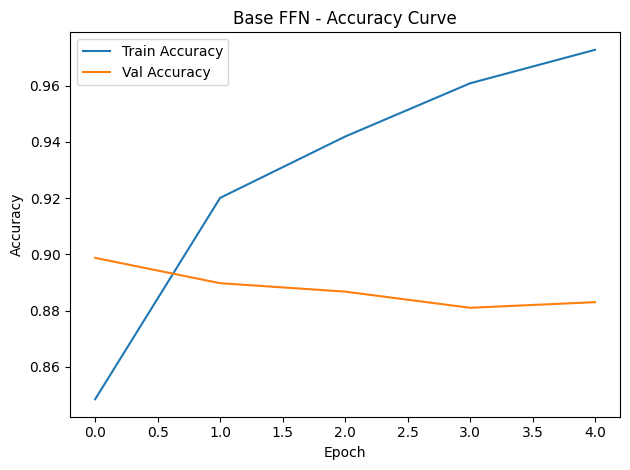 Base FFN - Accuracy Curve
Train Accuracy
Val Accuracy
0.96
0.94
0.92
0.90
0.88
0.86
Accuracy
0.0 0.5 1.0 1.5 2.0 2.5 3.0 3.5 4.0
Epoch